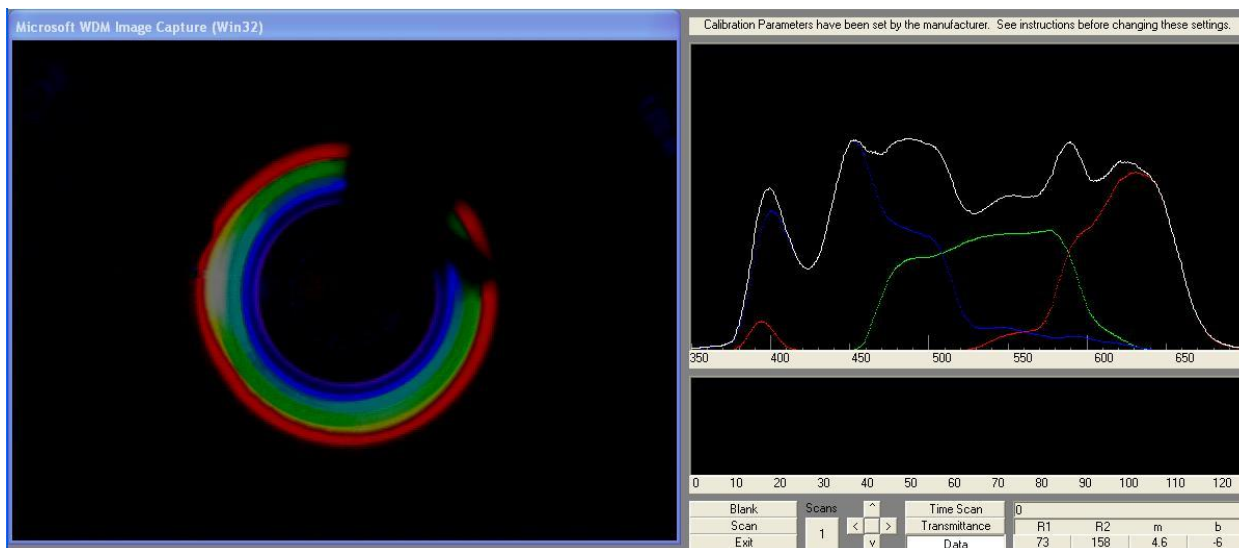 Microsoft WDM Image Capture (Win32)
Calibration Parameters have been set by the manufacturer. See instructions before changing these settings.
350 400 450 500 550 600 650
0 10 20 30 40 50 60 70 80 90 100 110 120
Blank Scans ^ Time Scan 0
Scan 1 < > Transmittance R1 R2 m b
Exit v Data 73 158 4.6 -6